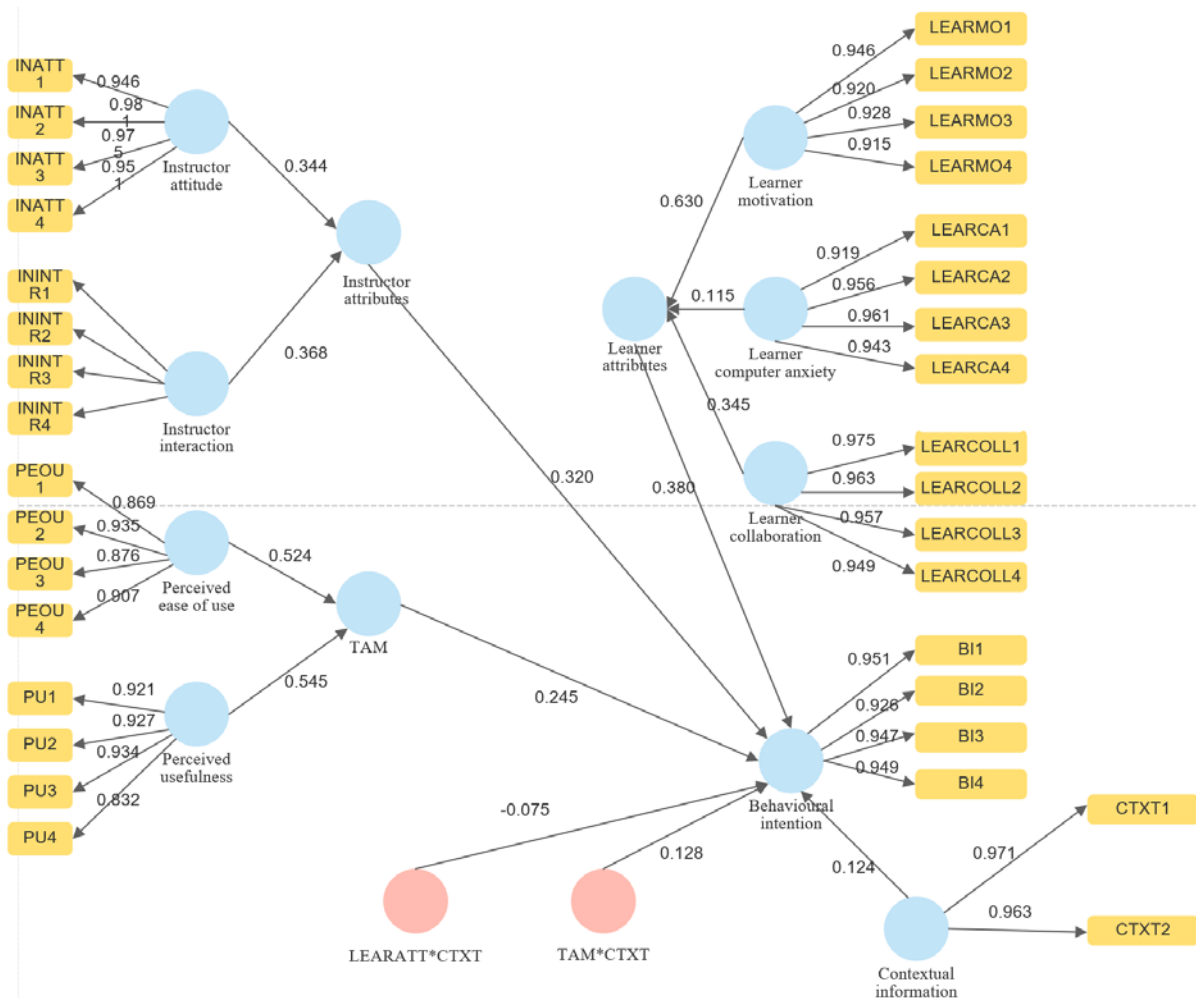 INATT
1
INATT
2
INATT
3
INATT
4
0.946
0.98
1
0.97
5
0.95
1
Instructor
attitude
0.344
ININT
R1
ININT
R2
ININT
R3
ININT
R4
Instructor
interaction
0.368
Instructor
attributes
0.320
PEOU
1
PEOU
2
PEOU
3
PEOU
4
0.869
0.935
0.876
0.907
Perceived
ease of use
0.524
TAM
0.245
PU1
PU2
PU3
PU4
0.921
0.927
0.934
0.832
Perceived
usefulness
0.545
LEARMO1
LEARMO2
LEARMO3
LEARMO4
0.946
0.920
0.928
0.915
Learner
motivation
0.630
LEARCA1
LEARCA2
LEARCA3
LEARCA4
0.919
0.956
0.961
0.943
Learner
computer anxiety
0.115
Learner
attributes
0.345
0.380
LEARCOLL1
LEARCOLL2
LEARCOLL3
LEARCOLL4
0.975
0.963
0.957
0.949
Learner
collaboration
BI1
BI2
BI3
BI4
0.951
0.926
0.947
0.949
Behavioural
intention
-0.075
0.128
0.124
LEARATT*CTXT
TAM*CTXT
CTXT1
CTXT2
0.971
0.963
Contextual
information